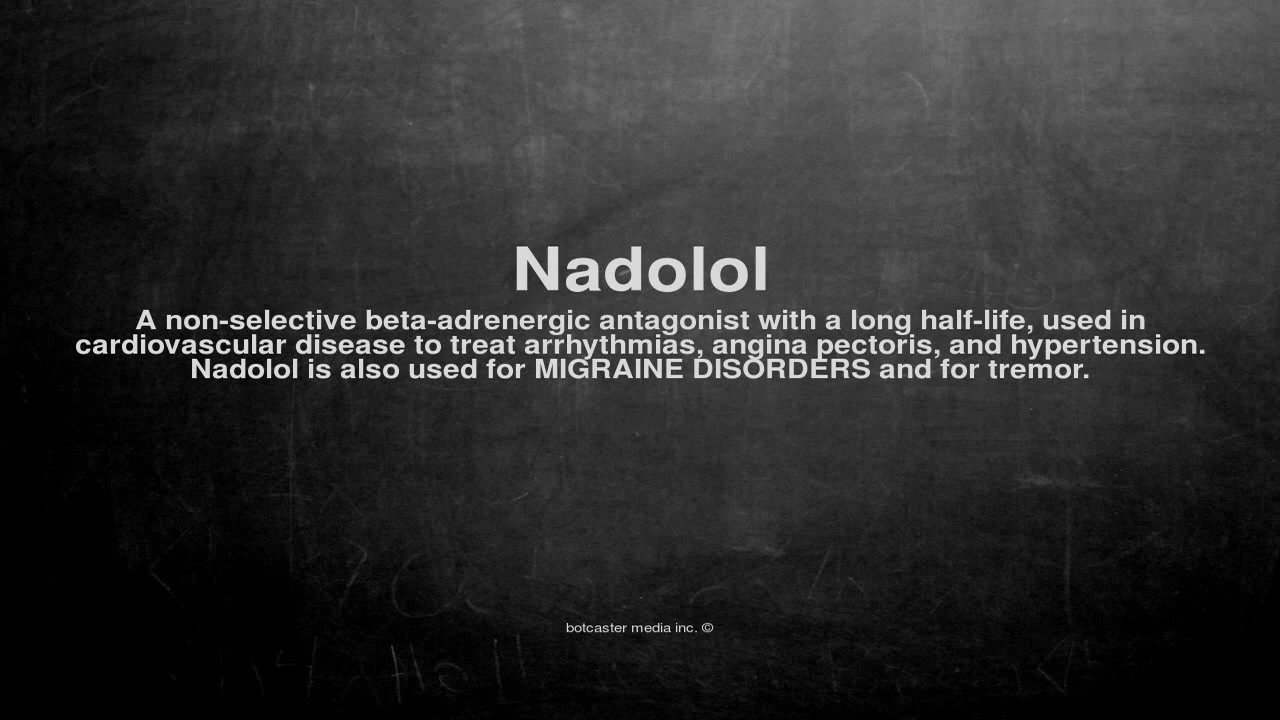 Nadolol
A non-selective beta-adrenergic antagonist with a long half-life, used in
cardiovascular disease to treat arrhythmias, angina pectoris, and hypertension.
Nadolol is also used for MIGRAINE DISORDERS and for tremor.
botcaster media inc. ©